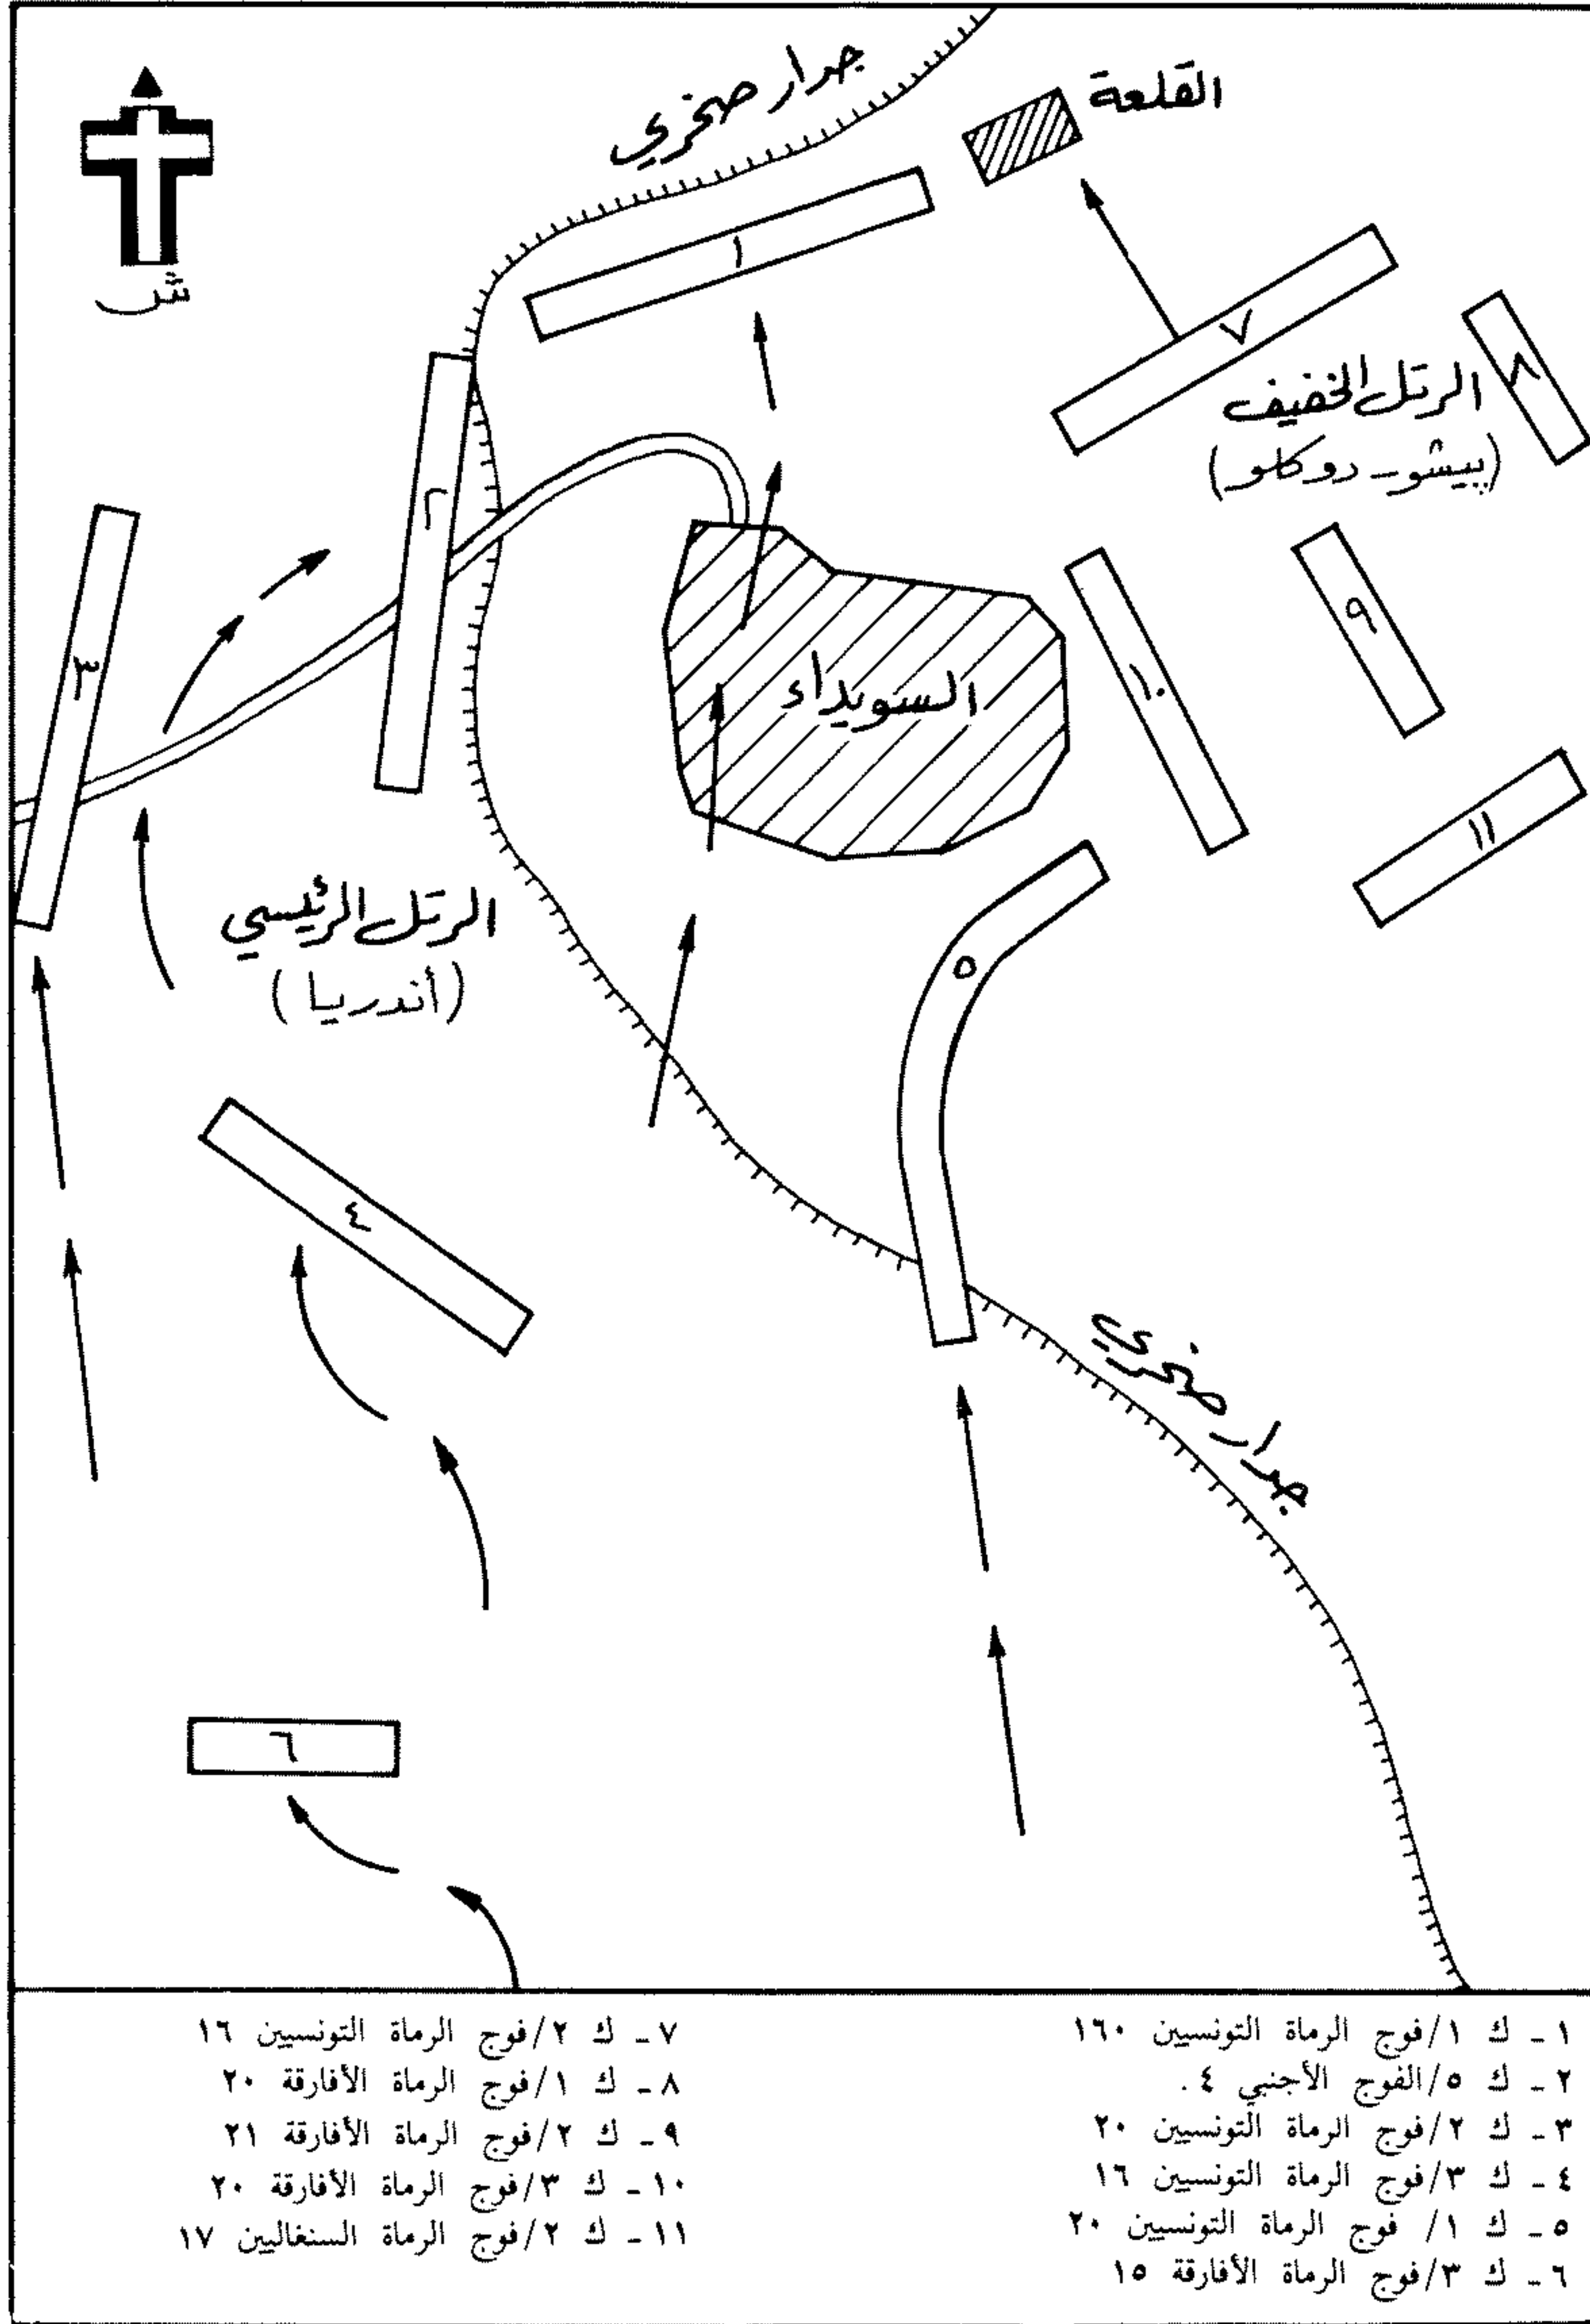 جدار صخري
القلعة
ش
١
٧
٨
الرتل الخفيف
(بيشو - دوكلو)
٢
٣
٩
١٠
السويداء
١١
الرتل الرئيسي
(أندريا)
٥
٤
جدار صخري
٦
١ - ك ١/فوج الرماة التونسيين ١٦٠
٢ - ك ٥/الفوج الأجنبي ٤.
٣ - ك ٢/فوج الرماة التونسيين ٢٠
٤ - ك ٣/فوج الرماة التونسيين ١٦
٥ - ك ١/ فوج الرماة التونسيين ٢٠
٦ - ك ٣/فوج الرماة الأفارقة ١٥
٧ - ك ٢/فوج الرماة التونسيين ١٦
٨ - ك ١/فوج الرماة الأفارقة ٢٠
٩ - ك ٢/فوج الرماة الأفارقة ٢١
١٠ - ك ٣/فوج الرماة الأفارقة ٢٠
١١ - ك ٢/فوج الرماة السنغاليين ١٧